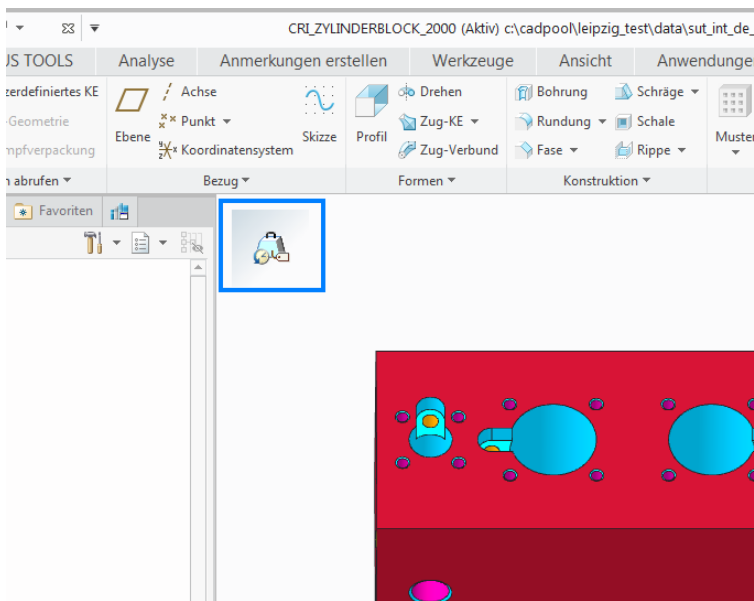 CRI_ZYLINDERBLOCK_2000 (Aktiv) c:\cadpool\leipzig_test\data\sut_int_de_
US TOOLS Analyse Anmerkungen erstellen Werkzeuge Ansicht Anwendunge
zerdefiniertes KE
-Geometrie
mpfverpackung
Ebene
Achse
Punkt
Koordinatensystem
Skizze
Profil
Drehen
Zug-KE
Zug-Verbund
Bohrung
Rundung
Fase
Schräge
Schale
Rippe
Muster
n abrufen Bezug Formen Konstruktion
Favoriten